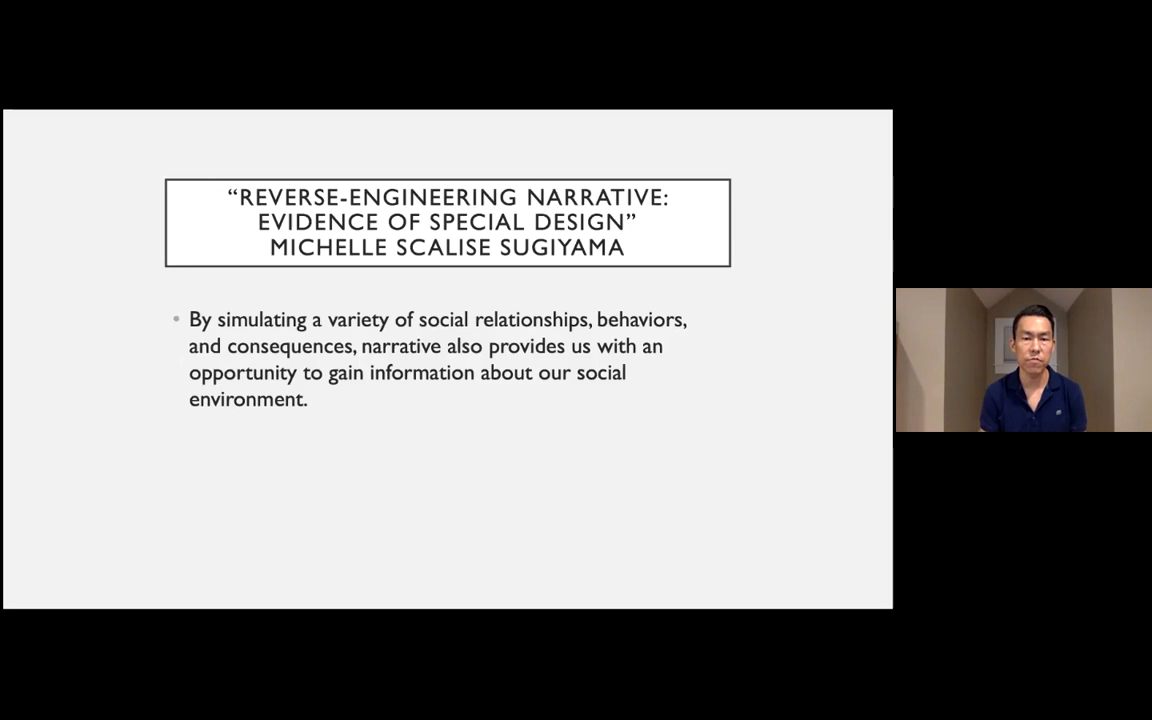 “REVERSE-ENGINEERING NARRATIVE:
EVIDENCE OF SPECIAL DESIGN”
MICHELLE SCALISE SUGIYAMA
• By simulating a variety of social relationships, behaviors,
and consequences, narrative also provides us with an
opportunity to gain information about our social
environment.